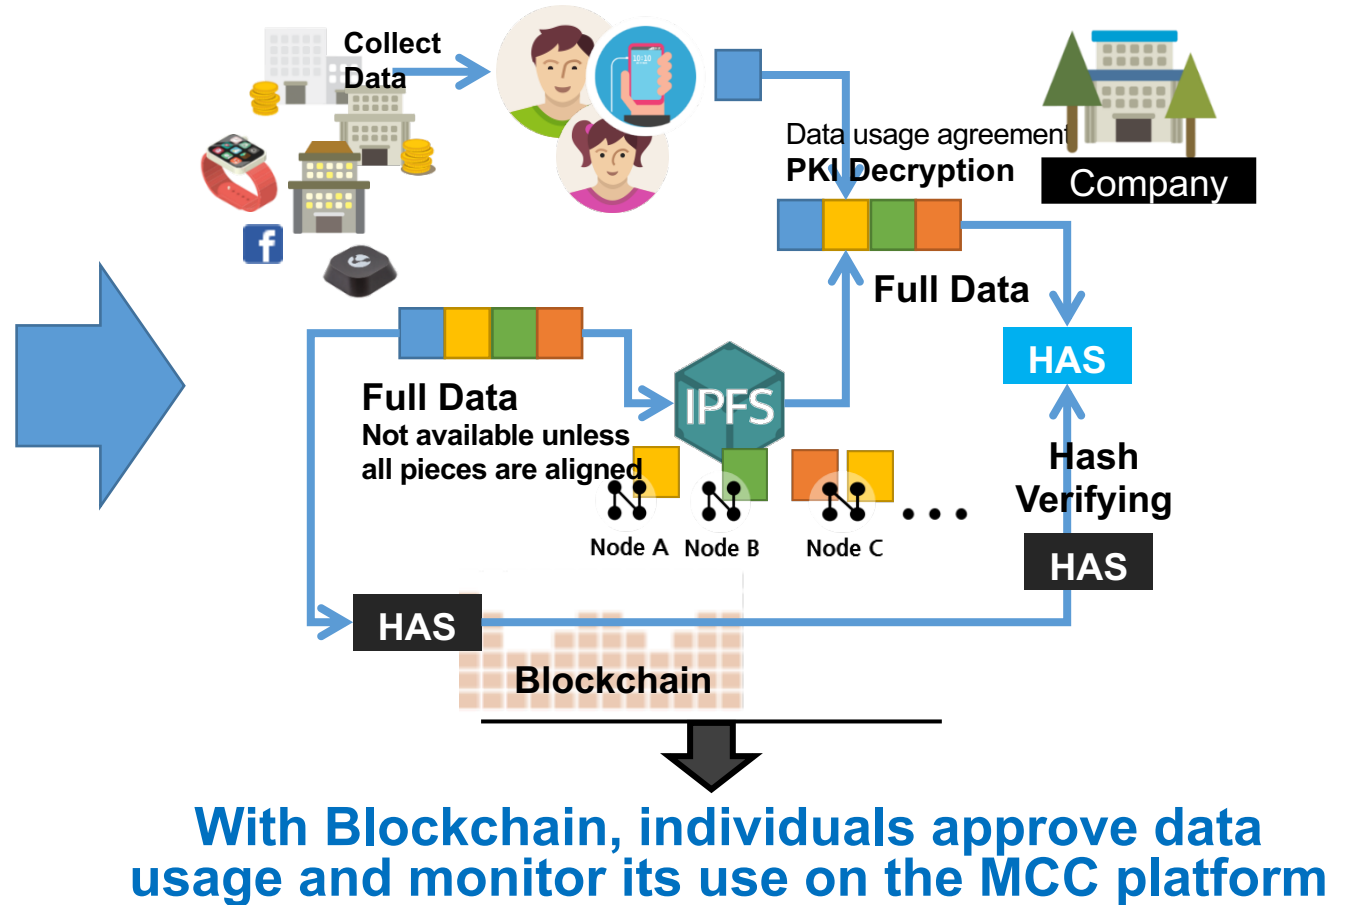 Collect
Data
10:10
Data usage agreement
PKI Decryption
Company
f
Full Data
HAS
Full Data
Not available unless
all pieces are aligned
IPFS
Hash
Verifying
Node A
Node B
Node C
...
HAS
HAS
Blockchain
With Blockchain, individuals approve data
usage and monitor its use on the MCC platform